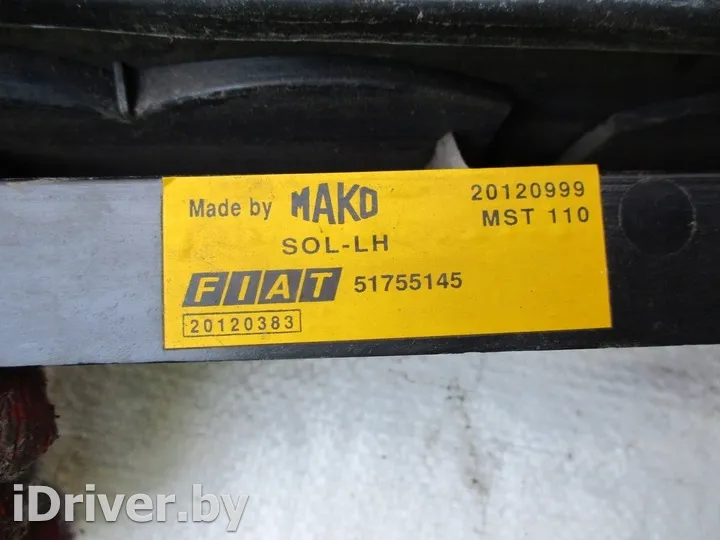 Made by MAKO 20120999
MST 110
SOL-LH
FIAT 51755145
20120383
iDriver.by